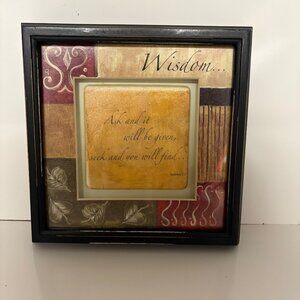 Wisdom...
Ask and it
will be given,
seek and you will find...